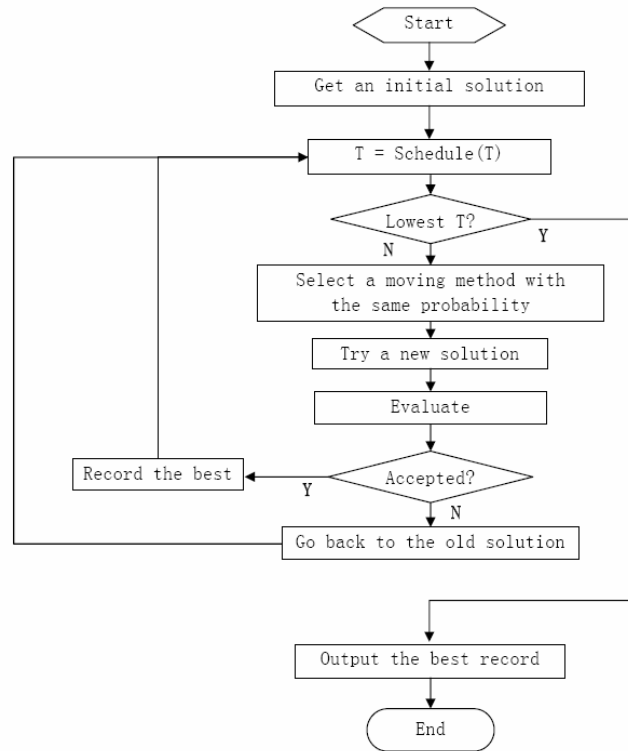 Start
Get an initial solution
T = Schedule(T)
Lowest T?
N
Y
Select a moving method with
the same probability
Try a new solution
Evaluate
Record the best
Y
Accepted?
N
Go back to the old solution
Output the best record
End